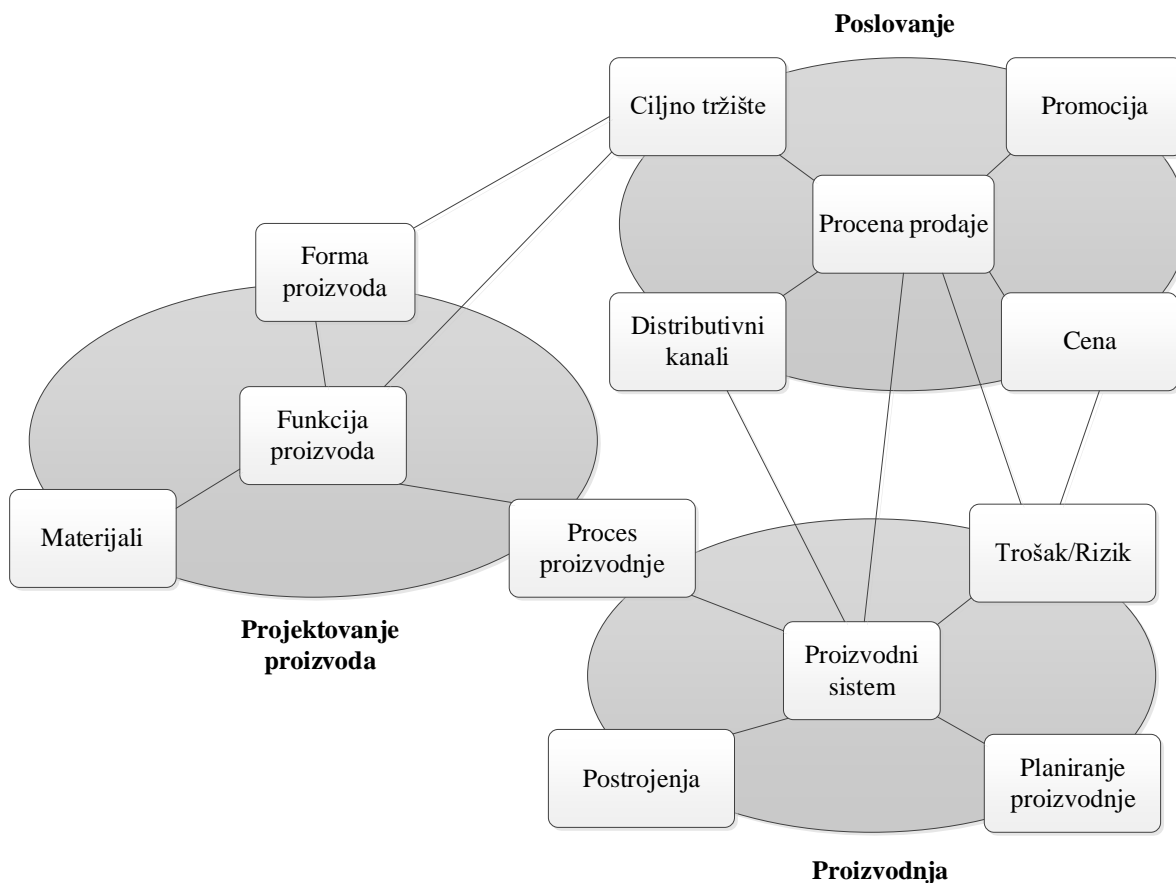 Poslovanje
Ciljno tržište
Promocija
Procena prodaje
Forma
proizvoda
Distributivni
kanali
Cena
Funkcija
proizvoda
Materijali
Proces
proizvodnje
Trošak/Rizik
Projektovanje
proizvoda
Proizvodni
sistem
Postrojenja
Planiranje
proizvodnje
Proizvodnja